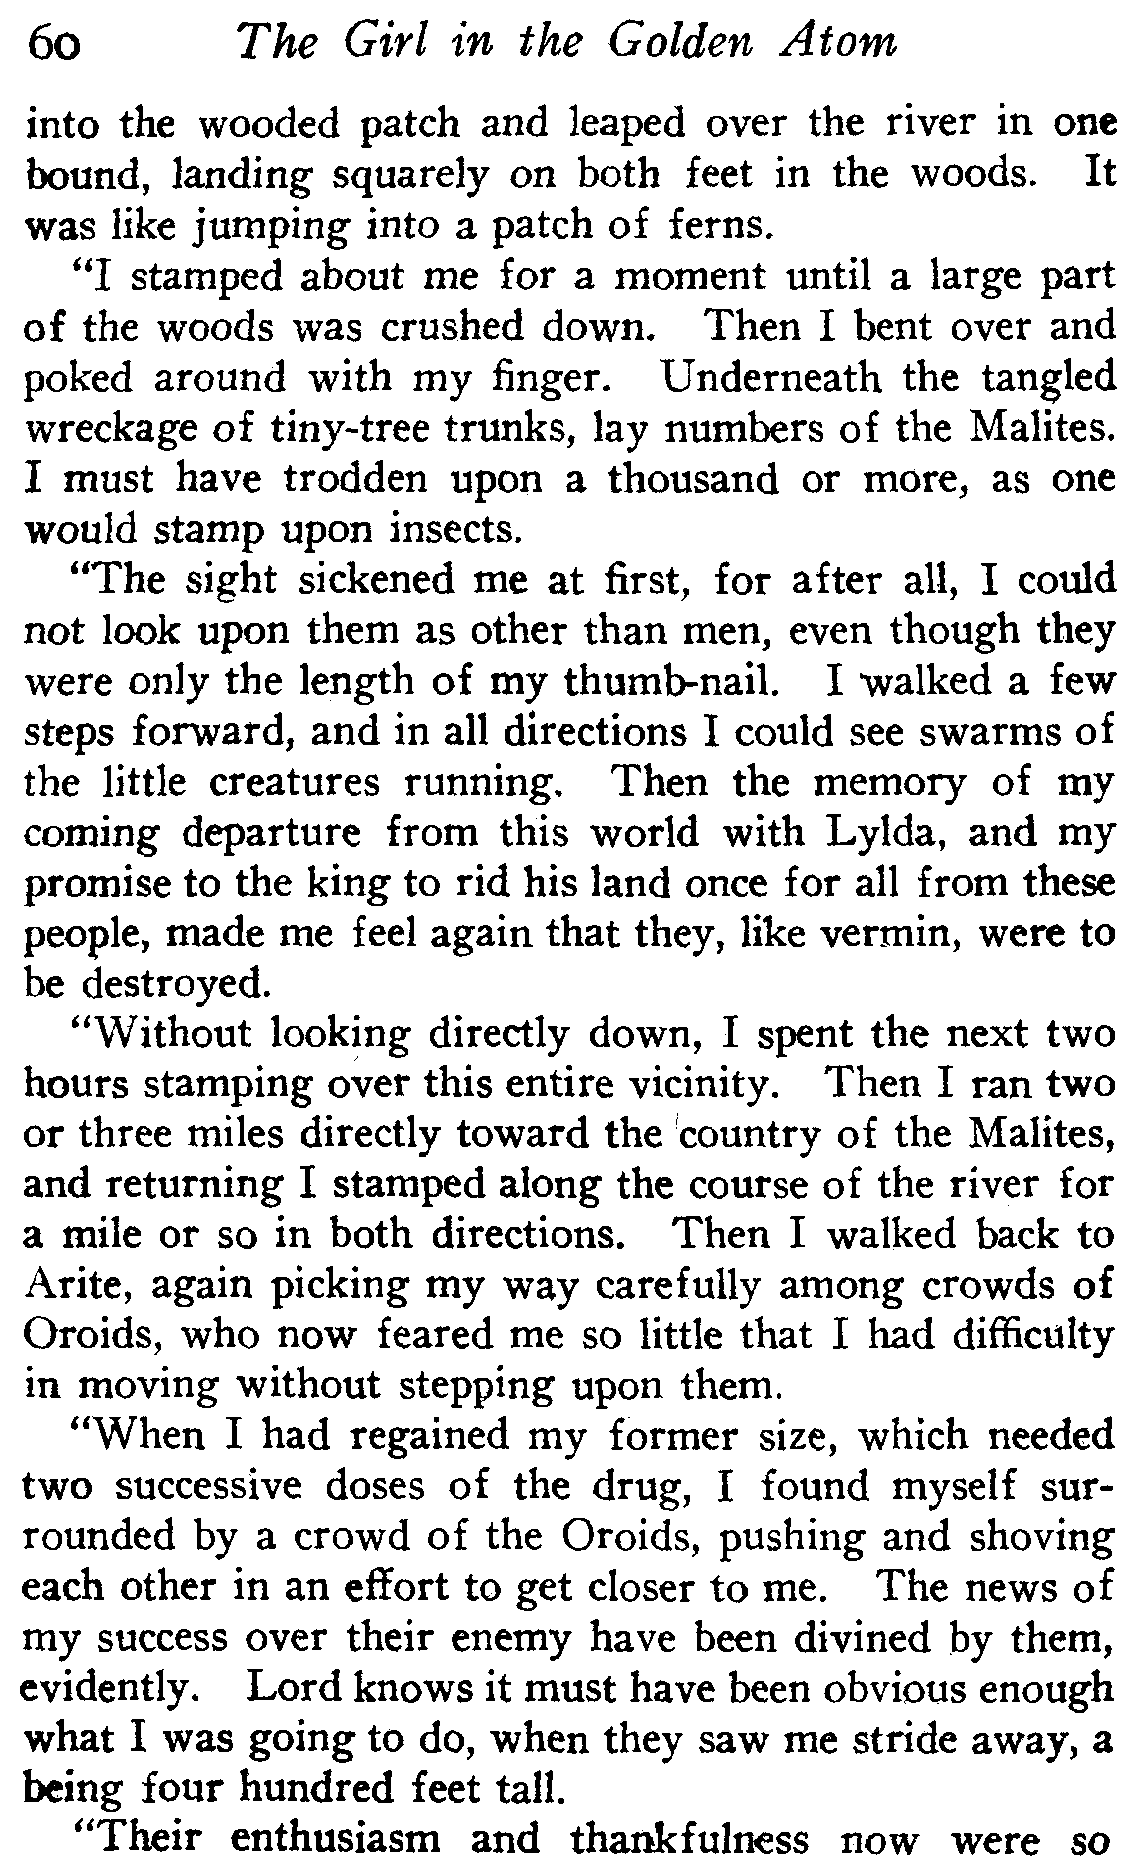 60 The Girl in the Golden Atom
into the wooded patch and leaped over the river in one
bound, landing squarely on both feet in the woods. It
was like jumping into a patch of ferns.
“I stamped about me for a moment until a large part
of the woods was crushed down. Then I bent over and
poked around with my finger. Underneath the tangled
wreckage of tiny-tree trunks, lay numbers of the Malites.
I must have trodden upon a thousand or more, as one
would stamp upon insects.
“The sight sickened me at first, for after all, I could
not look upon them as other than men, even though they
were only the length of my thumb-nail. I walked a few
steps forward, and in all directions I could see swarms of
the little creatures running. Then the memory of my
coming departure from this world with Lylda, and my
promise to the king to rid his land once for all from these
people, made me feel again that they, like vermin, were to
be destroyed.
“Without looking directly down, I spent the next two
hours stamping over this entire vicinity. Then I ran two
or three miles directly toward the country of the Malites,
and returning I stamped along the course of the river for
a mile or so in both directions. Then I walked back to
Arite, again picking my way carefully among crowds of
Oroids, who now feared me so little that I had difficulty
in moving without stepping upon them.
“When I had regained my former size, which needed
two successive doses of the drug, I found myself sur-
rounded by a crowd of the Oroids, pushing and shoving
each other in an effort to get closer to me. The news of
my success over their enemy have been divined by them,
evidently. Lord knows it must have been obvious enough
what I was going to do, when they saw me stride away, a
being four hundred feet tall.
“Their enthusiasm and thankfulness now were so